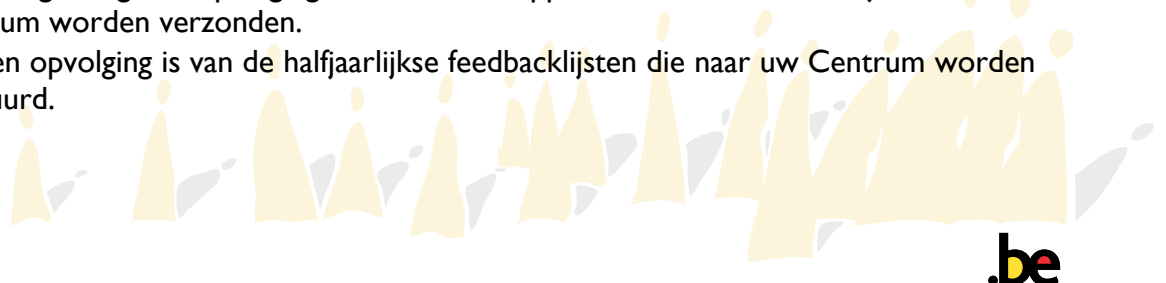 um worden verzonden.
en opvolging is van de halfjaarlijkse feedbacklijsten die naar uw Centrum worden
urd.
.be